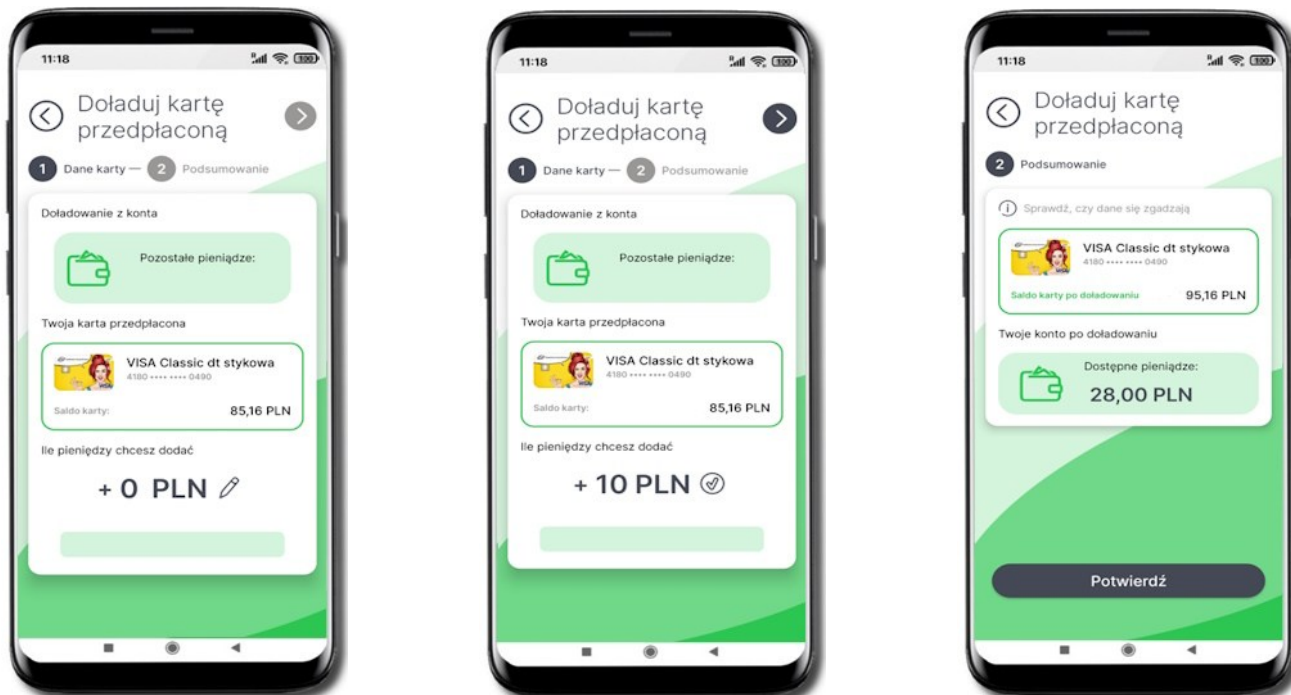 11:18
R
100
Doładuj kartę
przedpłaconą
1 Dane karty — 2 Podsumowanie
Doładowanie z konta
Pozostałe pieniądze:
Twoja karta przedpłacona
VISA Classic dt stykowa
4180 •••• •••• 0490
Saldo karty:
85,16 PLN
Ile pieniędzy chcesz dodać
+ 0 PLN
11:18
R
100
Doładuj kartę
przedpłaconą
1 Dane karty — 2 Podsumowanie
Doładowanie z konta
Pozostałe pieniądze:
Twoja karta przedpłacona
VISA Classic dt stykowa
4180 •••• •••• 0490
Saldo karty:
85,16 PLN
Ile pieniędzy chcesz dodać
+ 10 PLN
11:18
R
100
Doładuj kartę
przedpłaconą
2 Podsumowanie
Sprawdź, czy dane się zgadzają
VISA Classic dt stykowa
4180 •••• •••• 0490
Saldo karty po doładowaniu
95,16 PLN
Twoje konto po doładowaniu
Dostępne pieniądze:
28,00 PLN
Potwierdź